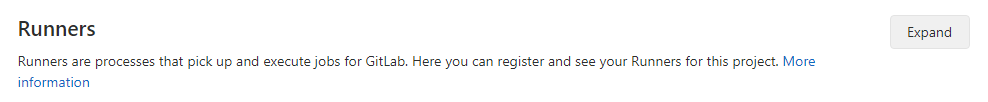 Runners
Expand
Runners are processes that pick up and execute jobs for GitLab. Here you can register and see your Runners for this project. More
information